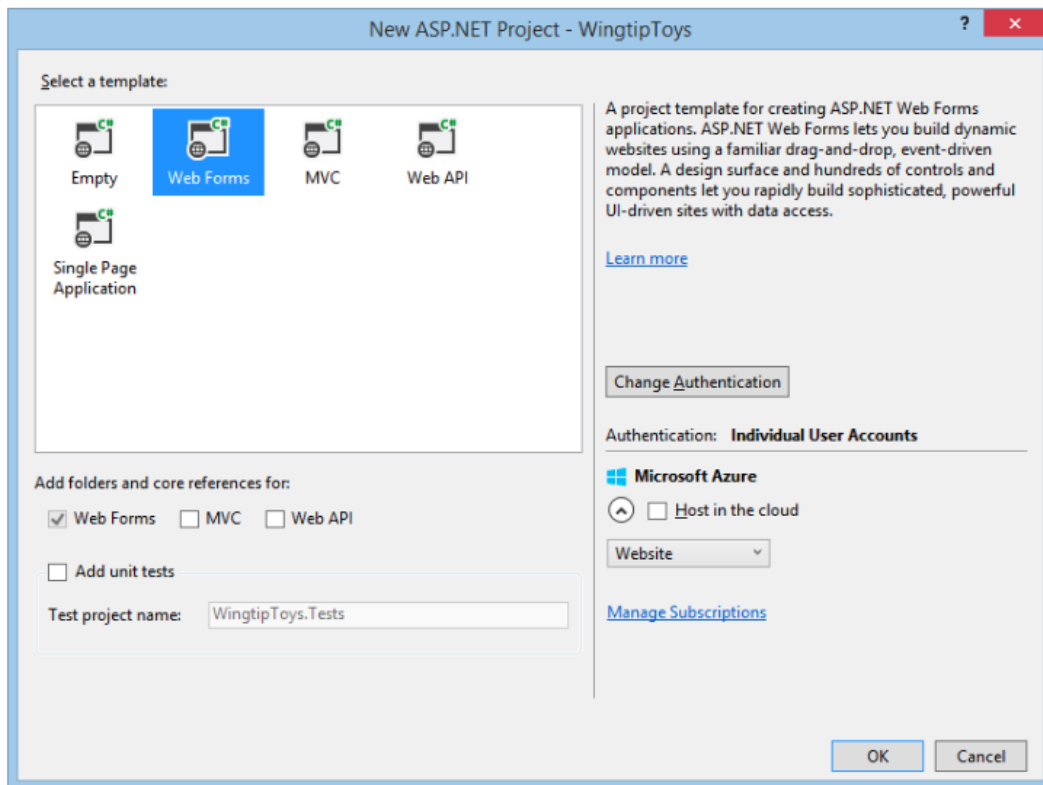 New ASP.NET Project - WingtipToys
?
Select a template:
C#
Empty
C#
Web Forms
C#
MVC
C#
Web API
C#
Single Page
Application
A project template for creating ASP.NET Web Forms
applications. ASP.NET Web Forms lets you build dynamic
websites using a familiar drag-and-drop, event-driven
model. A design surface and hundreds of controls and
components let you rapidly build sophisticated, powerful
UI-driven sites with data access.
Learn more
Change Authentication
Authentication: Individual User Accounts
Microsoft Azure
Host in the cloud
Website
Manage Subscriptions
Add folders and core references for:
Web Forms MVC Web API
Add unit tests
Test project name: WingtipToys.Tests
OK Cancel